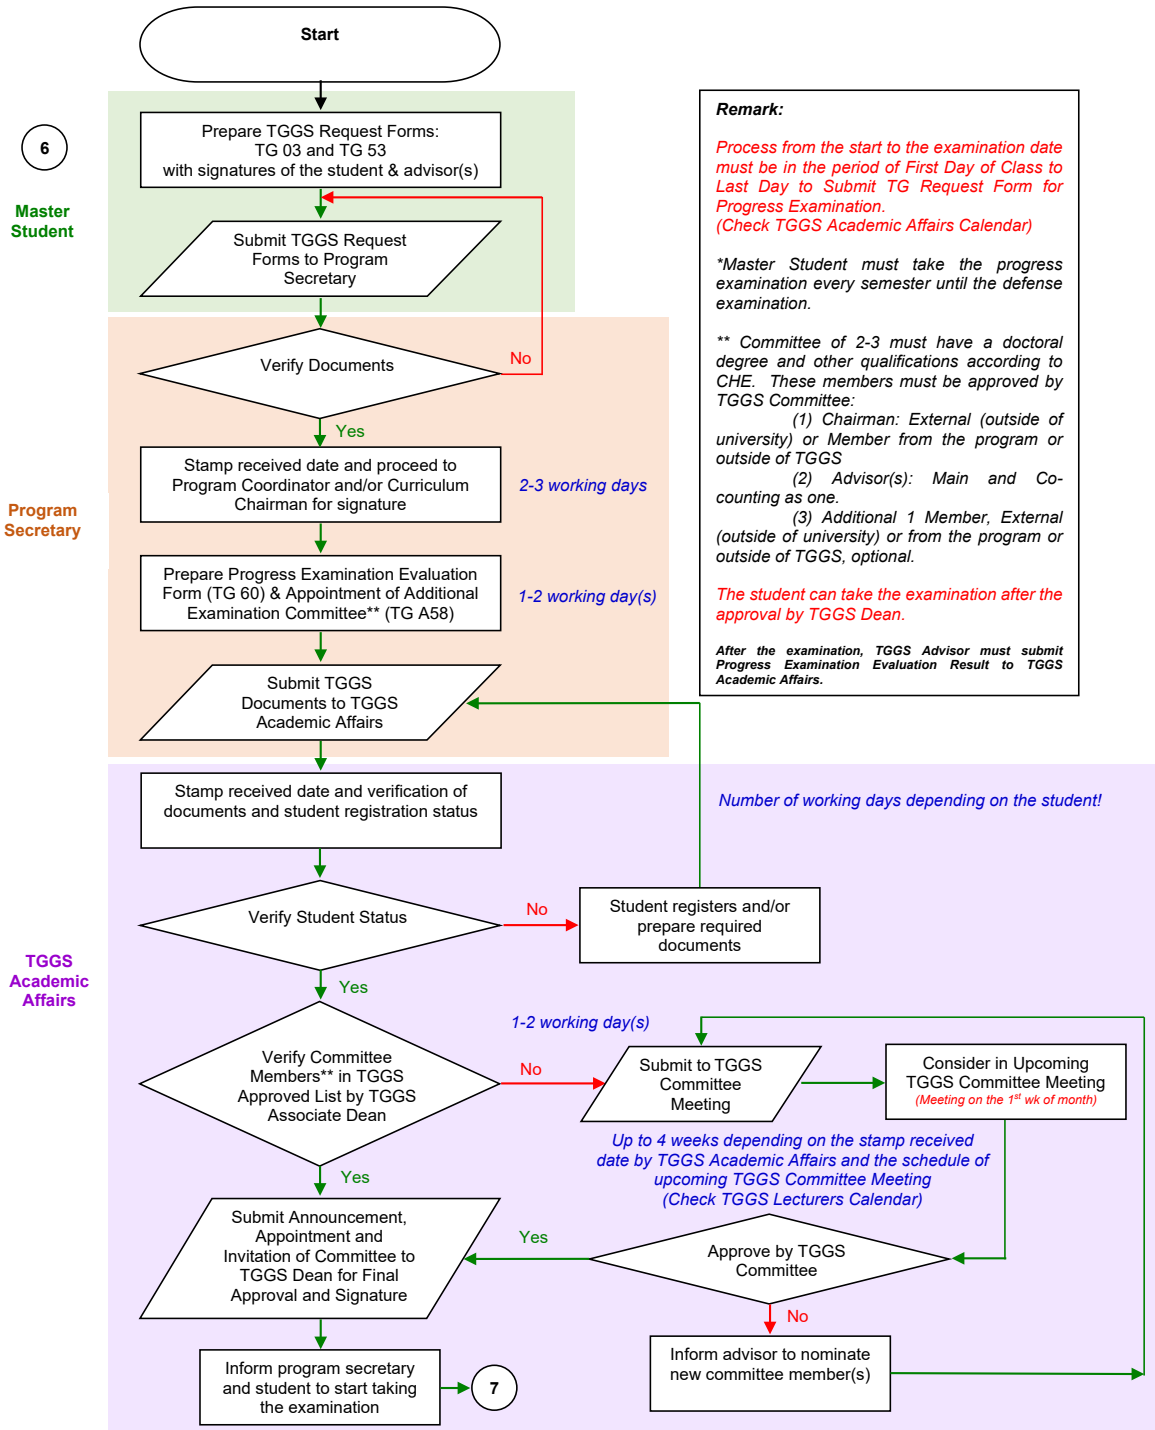 Start
6
Master
Student
Prepare TGGS Request Forms:
TG 03 and TG 53
with signatures of the student & advisor(s)
Submit TGGS Request
Forms to Program
Secretary
Verify Documents
No
Yes
Program
Secretary
Stamp received date and proceed to
Program Coordinator and/or Curriculum
Chairman for signature
2-3 working days
Prepare Progress Examination Evaluation
Form (TG 60) & Appointment of Additional
Examination Committee** (TG A58)
1-2 working day(s)
Submit TGGS
Documents to TGGS
Academic Affairs
Remark:
Process from the start to the examination date
must be in the period of First Day of Class to
Last Day to Submit TG Request Form for
Progress Examination.
(Check TGGS Academic Affairs Calendar)
*Master Student must take the progress
examination every semester until the defense
examination.
** Committee of 2-3 must have a doctoral
degree and other qualifications according to
CHE. These members must be approved by
TGGS Committee:
(1) Chairman: External (outside of
university) or Member from the program or
outside of TGGS
(2) Advisor(s): Main and Co-
counting as one.
(3) Additional 1 Member, External
(outside of university) or from the program or
outside of TGGS, optional.
The student can take the examination after the
approval by TGGS Dean.
After the examination, TGGS Advisor must submit
Progress Examination Evaluation Result to TGGS
Academic Affairs.
TGGS
Academic
Affairs
Stamp received date and verification of
documents and student registration status
Number of working days depending on the student!
Verify Student Status
No
Student registers and/or
prepare required
documents
Yes
Verify Committee
Members** in TGGS
Approved List by TGGS
Associate Dean
1-2 working day(s)
No
Submit to TGGS
Committee
Meeting
Consider in Upcoming
TGGS Committee Meeting
(Meeting on the 1st wk of month)
Up to 4 weeks depending on the stamp received
date by TGGS Academic Affairs and the schedule of
upcoming TGGS Committee Meeting
(Check TGGS Lecturers Calendar)
Yes
Submit Announcement,
Appointment and
Invitation of Committee to
TGGS Dean for Final
Approval and Signature
Yes
Approve by TGGS
Committee
No
Inform advisor to nominate
new committee member(s)
Inform program secretary
and student to start taking
the examination
7